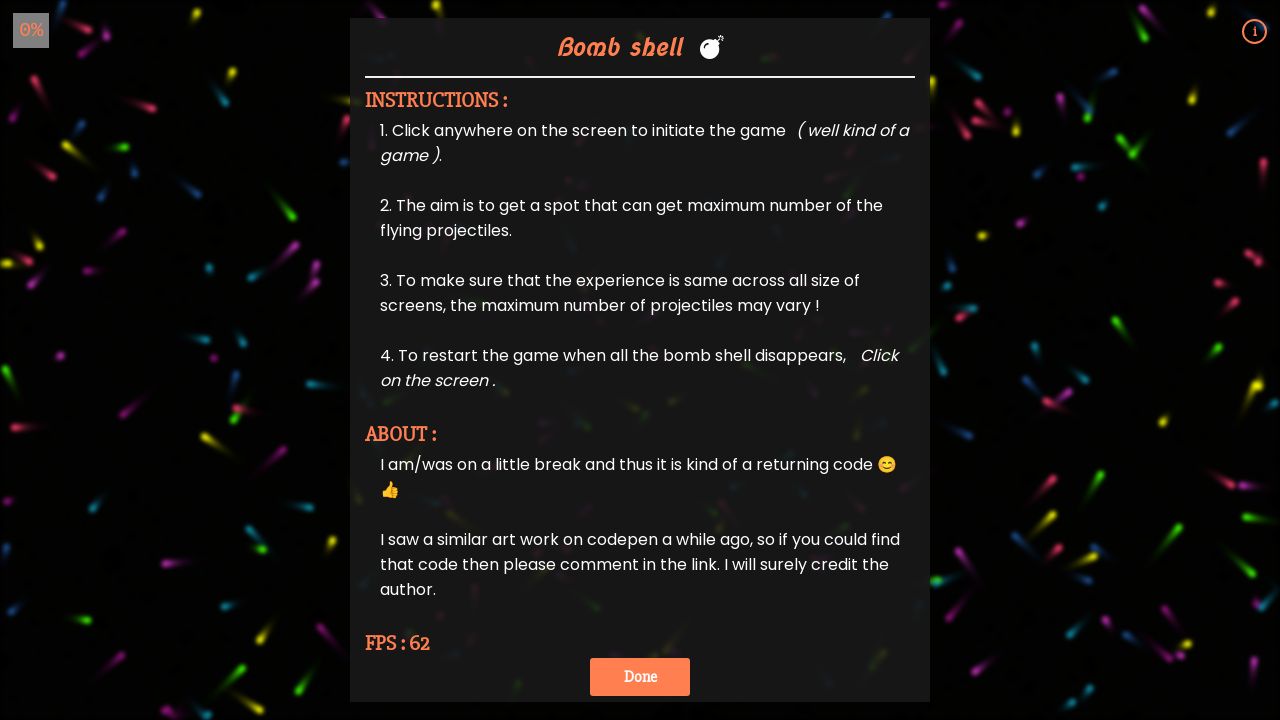 0%
i
Bomb shell 💣
INSTRUCTIONS :
1. Click anywhere on the screen to initiate the game ( well kind of a
game ).
2. The aim is to get a spot that can get maximum number of the
flying projectiles.
3. To make sure that the experience is same across all size of
screens, the maximum number of projectiles may vary !
4. To restart the game when all the bomb shell disappears, Click
on the screen .
ABOUT :
I am/was on a little break and thus it is kind of a returning code 😊
👍
I saw a similar art work on codepen a while ago, so if you could find
that code then please comment in the link. I will surely credit the
author.
FPS : 62
Done